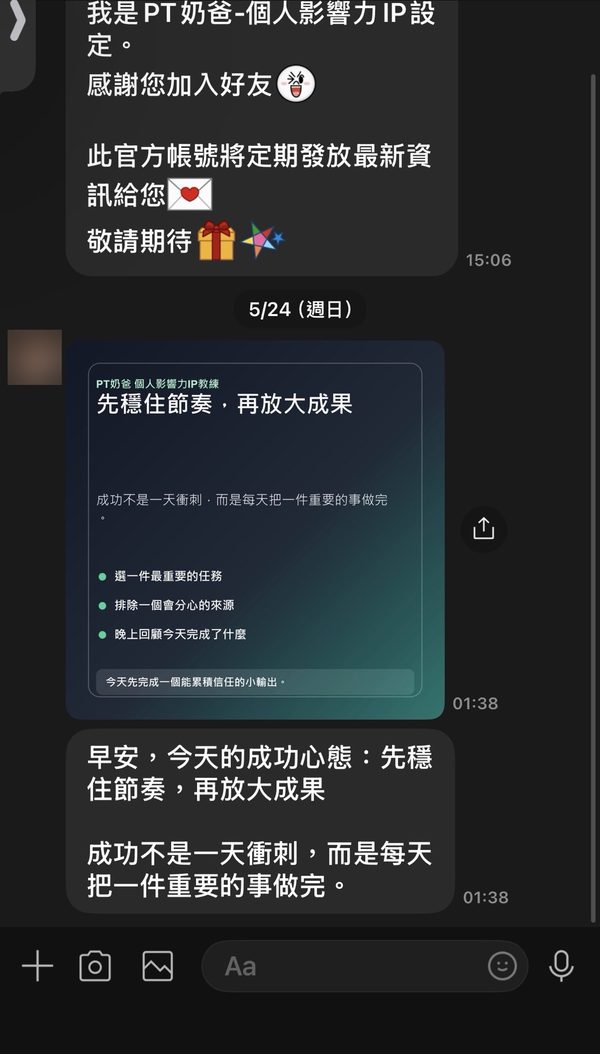 我是PT奶爸-個人影響力IP設
定。
感謝您加入好友
此官方帳號將定期發放最新資
訊給您
敬請期待
15:06
5/24（週日）
PT奶爸 個人影響力IP教練
先穩住節奏，再放大成果
成功不是一天衝刺，而是每天把一件重要的事做完
。
選一件最重要的任務
排除一個會分心的來源
晚上回顧今天完成了什麼
今天先完成一個能累積信任的小輸出。
01:38
早安，今天的成功心態：先穩
住節奏，再放大成果
成功不是一天衝刺，而是每天
把一件重要的事做完。
01:38
Aa